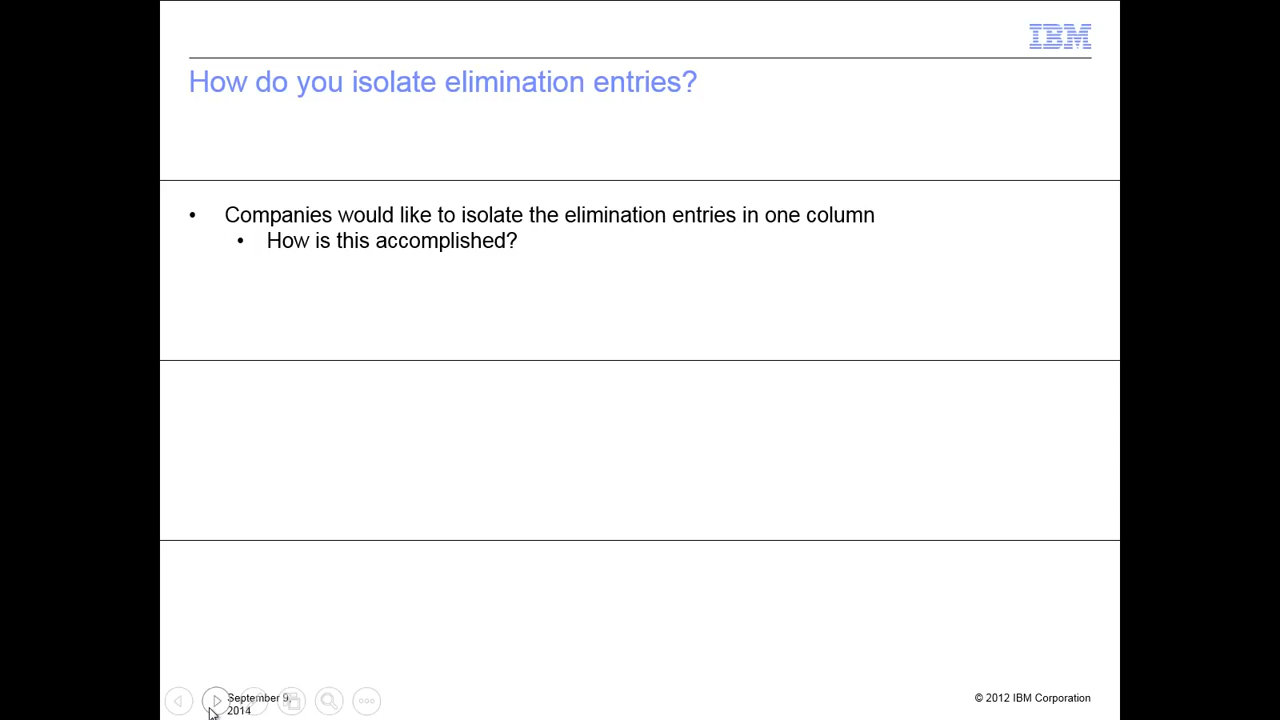 IBM
How do you isolate elimination entries?
• Companies would like to isolate the elimination entries in one column
• How is this accomplished?
September 9,
2014
© 2012 IBM Corporation